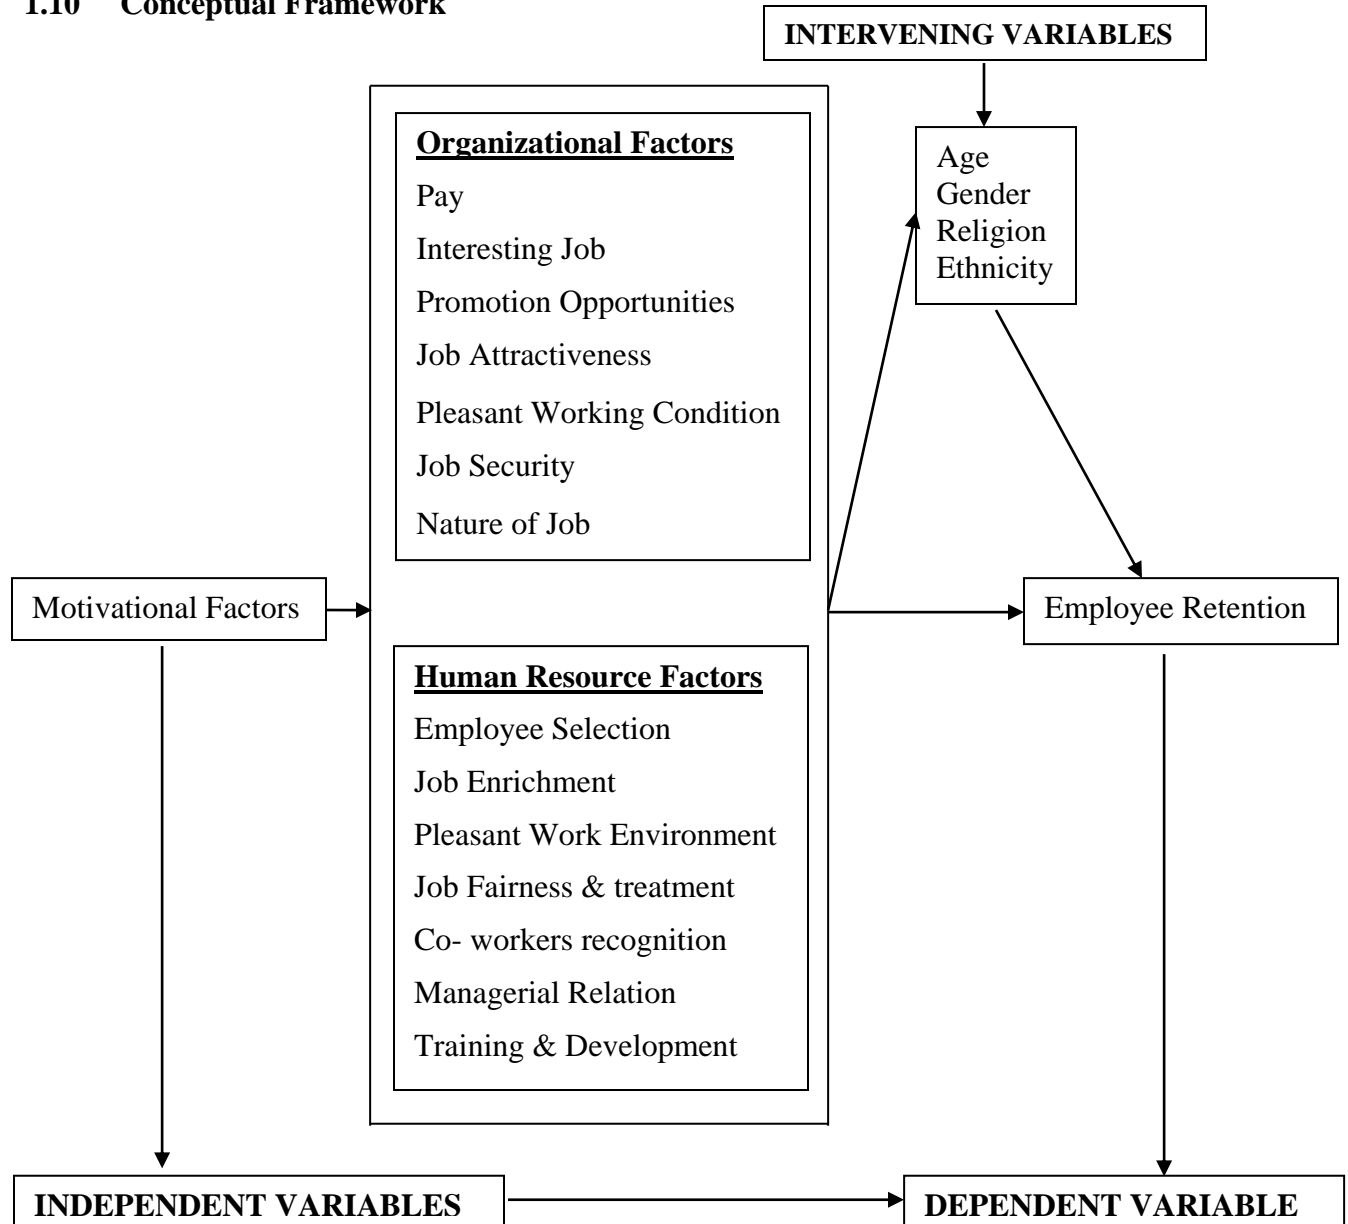 1.10 Conceptual Framework
INTERVENING VARIABLES
Organizational Factors
Pay
Interesting Job
Promotion Opportunities
Job Attractiveness
Pleasant Working Condition
Job Security
Nature of Job
Age
Gender
Religion
Ethnicity
Motivational Factors
Employee Retention
Human Resource Factors
Employee Selection
Job Enrichment
Pleasant Work Environment
Job Fairness & treatment
Co- workers recognition
Managerial Relation
Training & Development
INDEPENDENT VARIABLES
DEPENDENT VARIABLE